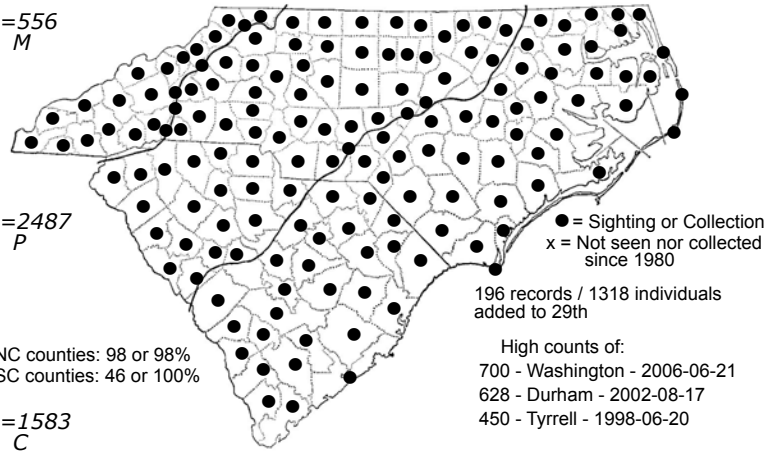 =556
M
=2487
P
● = Sighting or Collection
x = Not seen nor collected
since 1980
196 records / 1318 individuals
added to 29th
NC counties: 98 or 98%
SC counties: 46 or 100%
High counts of:
700 - Washington - 2006-06-21
628 - Durham - 2002-08-17
450 - Tyrrell - 1998-06-20
=1583
C